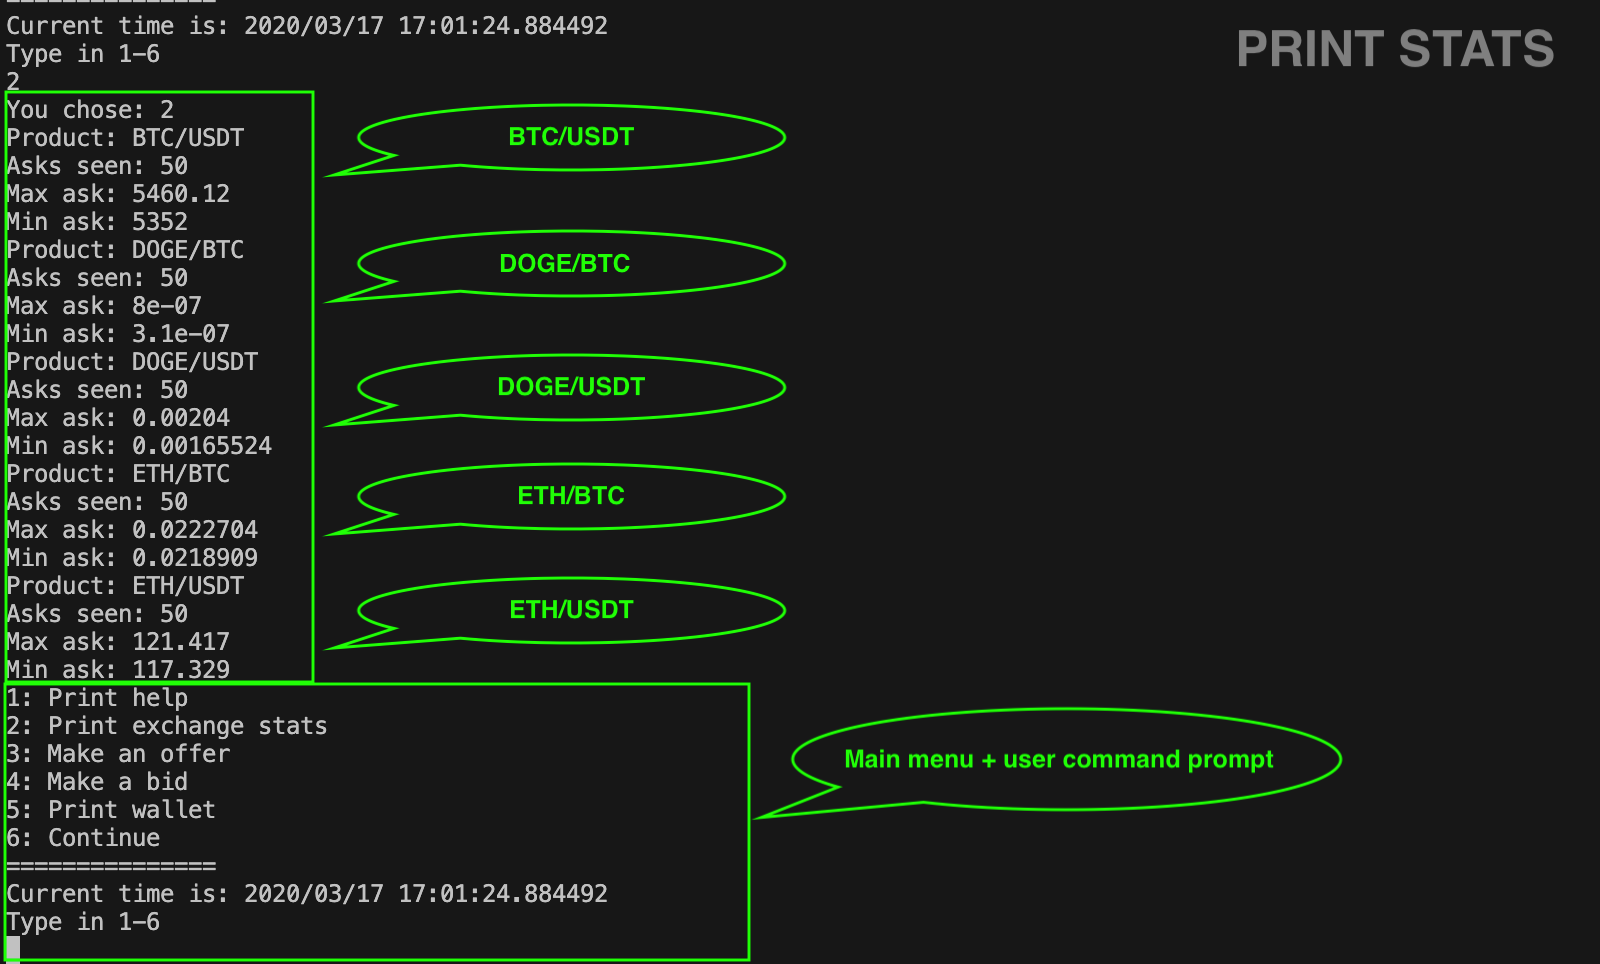 ===============
Current time is: 2020/03/17 17:01:24.884492
PRINT STATS
Type in 1-6
2
You chose: 2
Product: BTC/USDT
BTC/USDT
Asks seen: 50
Max ask: 5460.12
Min ask: 5352
Product: DOGE/BTC
DOGE/BTC
Asks seen: 50
Max ask: 8e-07
Min ask: 3.1e-07
Product: DOGE/USDT
DOGE/USDT
Asks seen: 50
Max ask: 0.00204
Min ask: 0.00165524
Product: ETH/BTC
ETH/BTC
Asks seen: 50
Max ask: 0.0222704
Min ask: 0.0218909
Product: ETH/USDT
ETH/USDT
Asks seen: 50
Max ask: 121.417
Min ask: 117.329
1: Print help
2: Print exchange stats
3: Make an offer
Main menu + user command prompt
4: Make a bid
5: Print wallet
6: Continue
===============
Current time is: 2020/03/17 17:01:24.884492
Type in 1-6